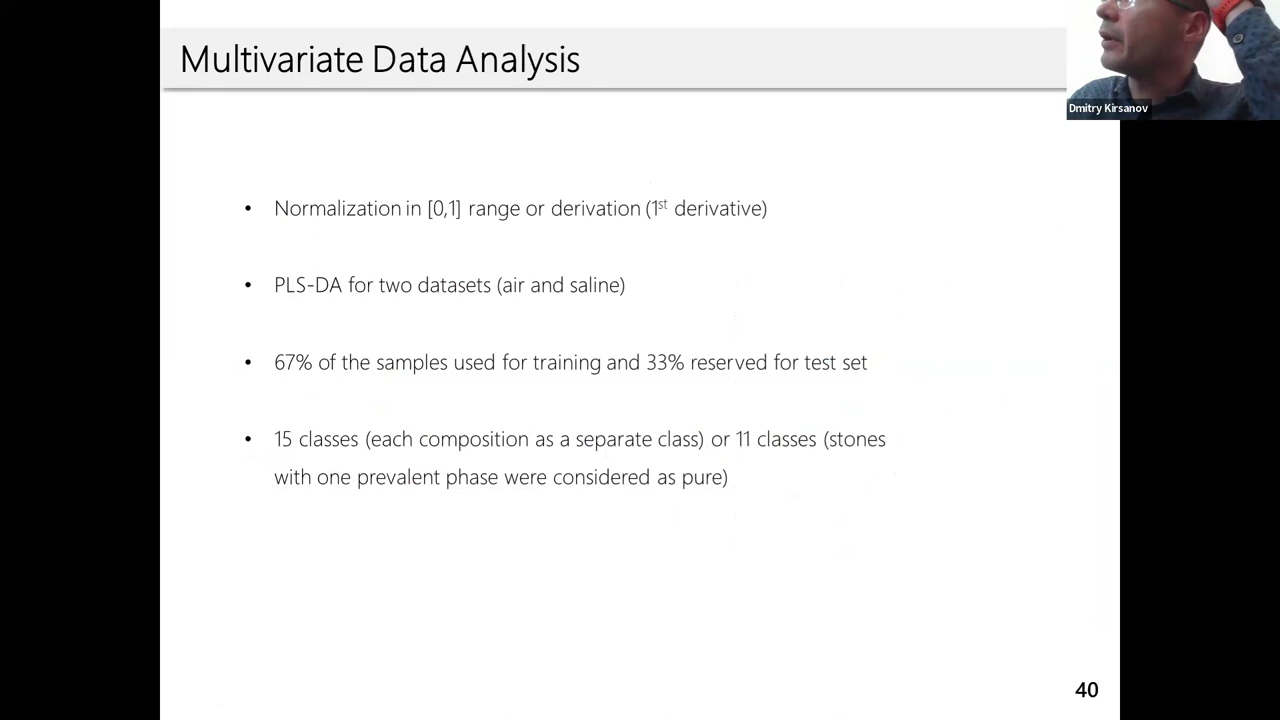 Multivariate Data Analysis
Dmitry Kirsanov
• Normalization in [0,1] range or derivation (1st derivative)
• PLS-DA for two datasets (air and saline)
• 67% of the samples used for training and 33% reserved for test set
• 15 classes (each composition as a separate class) or 11 classes (stones
with one prevalent phase were considered as pure)
40